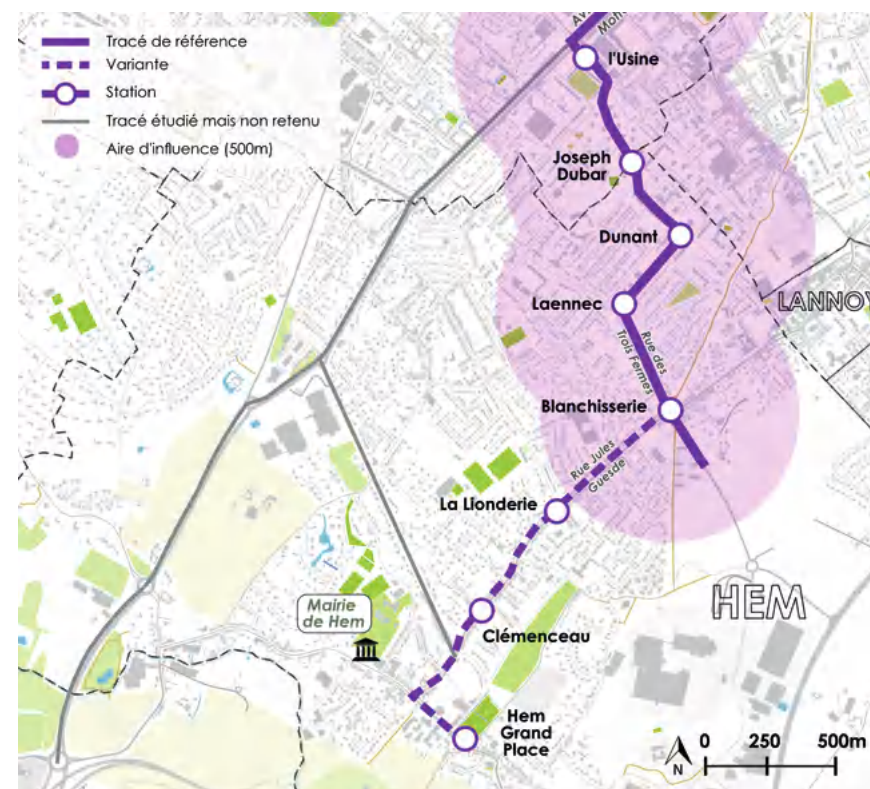 Tracé de référence
Variante
Station
Tracé étudié mais non retenu
Aire d'influence (500m)
l'Usine
Joseph
Dubar
Dunant
Laennec
LANNOY
Rue des
Trois Fermes
Blanchisserie
Rue Jules
Guesde
La Lionderie
Mairie
de Hem
Clémenceau
HEM
Hem
Grand
Place
N
0 250 500m